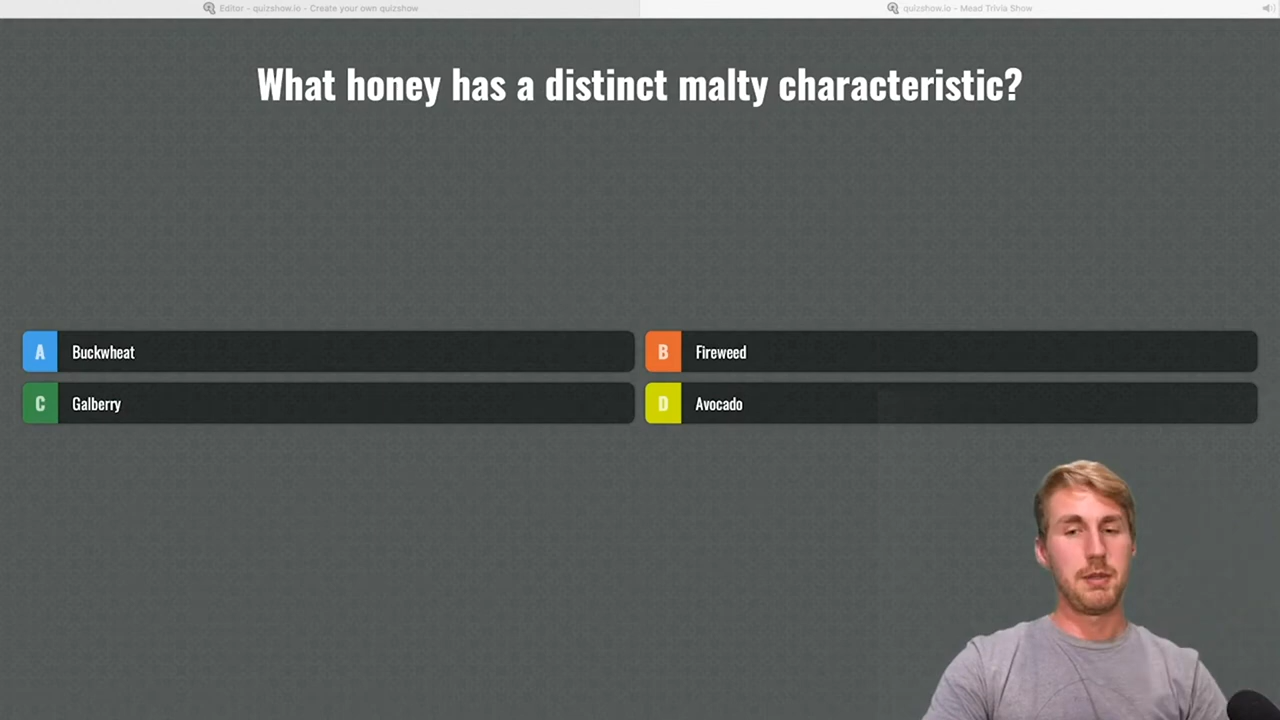 Editor - quizshow.io - Create your own quizshow
quizshow.io - Mead Trivia Show
What honey has a distinct malty characteristic?
A Buckwheat
B Fireweed
C Galberry
D Avocado